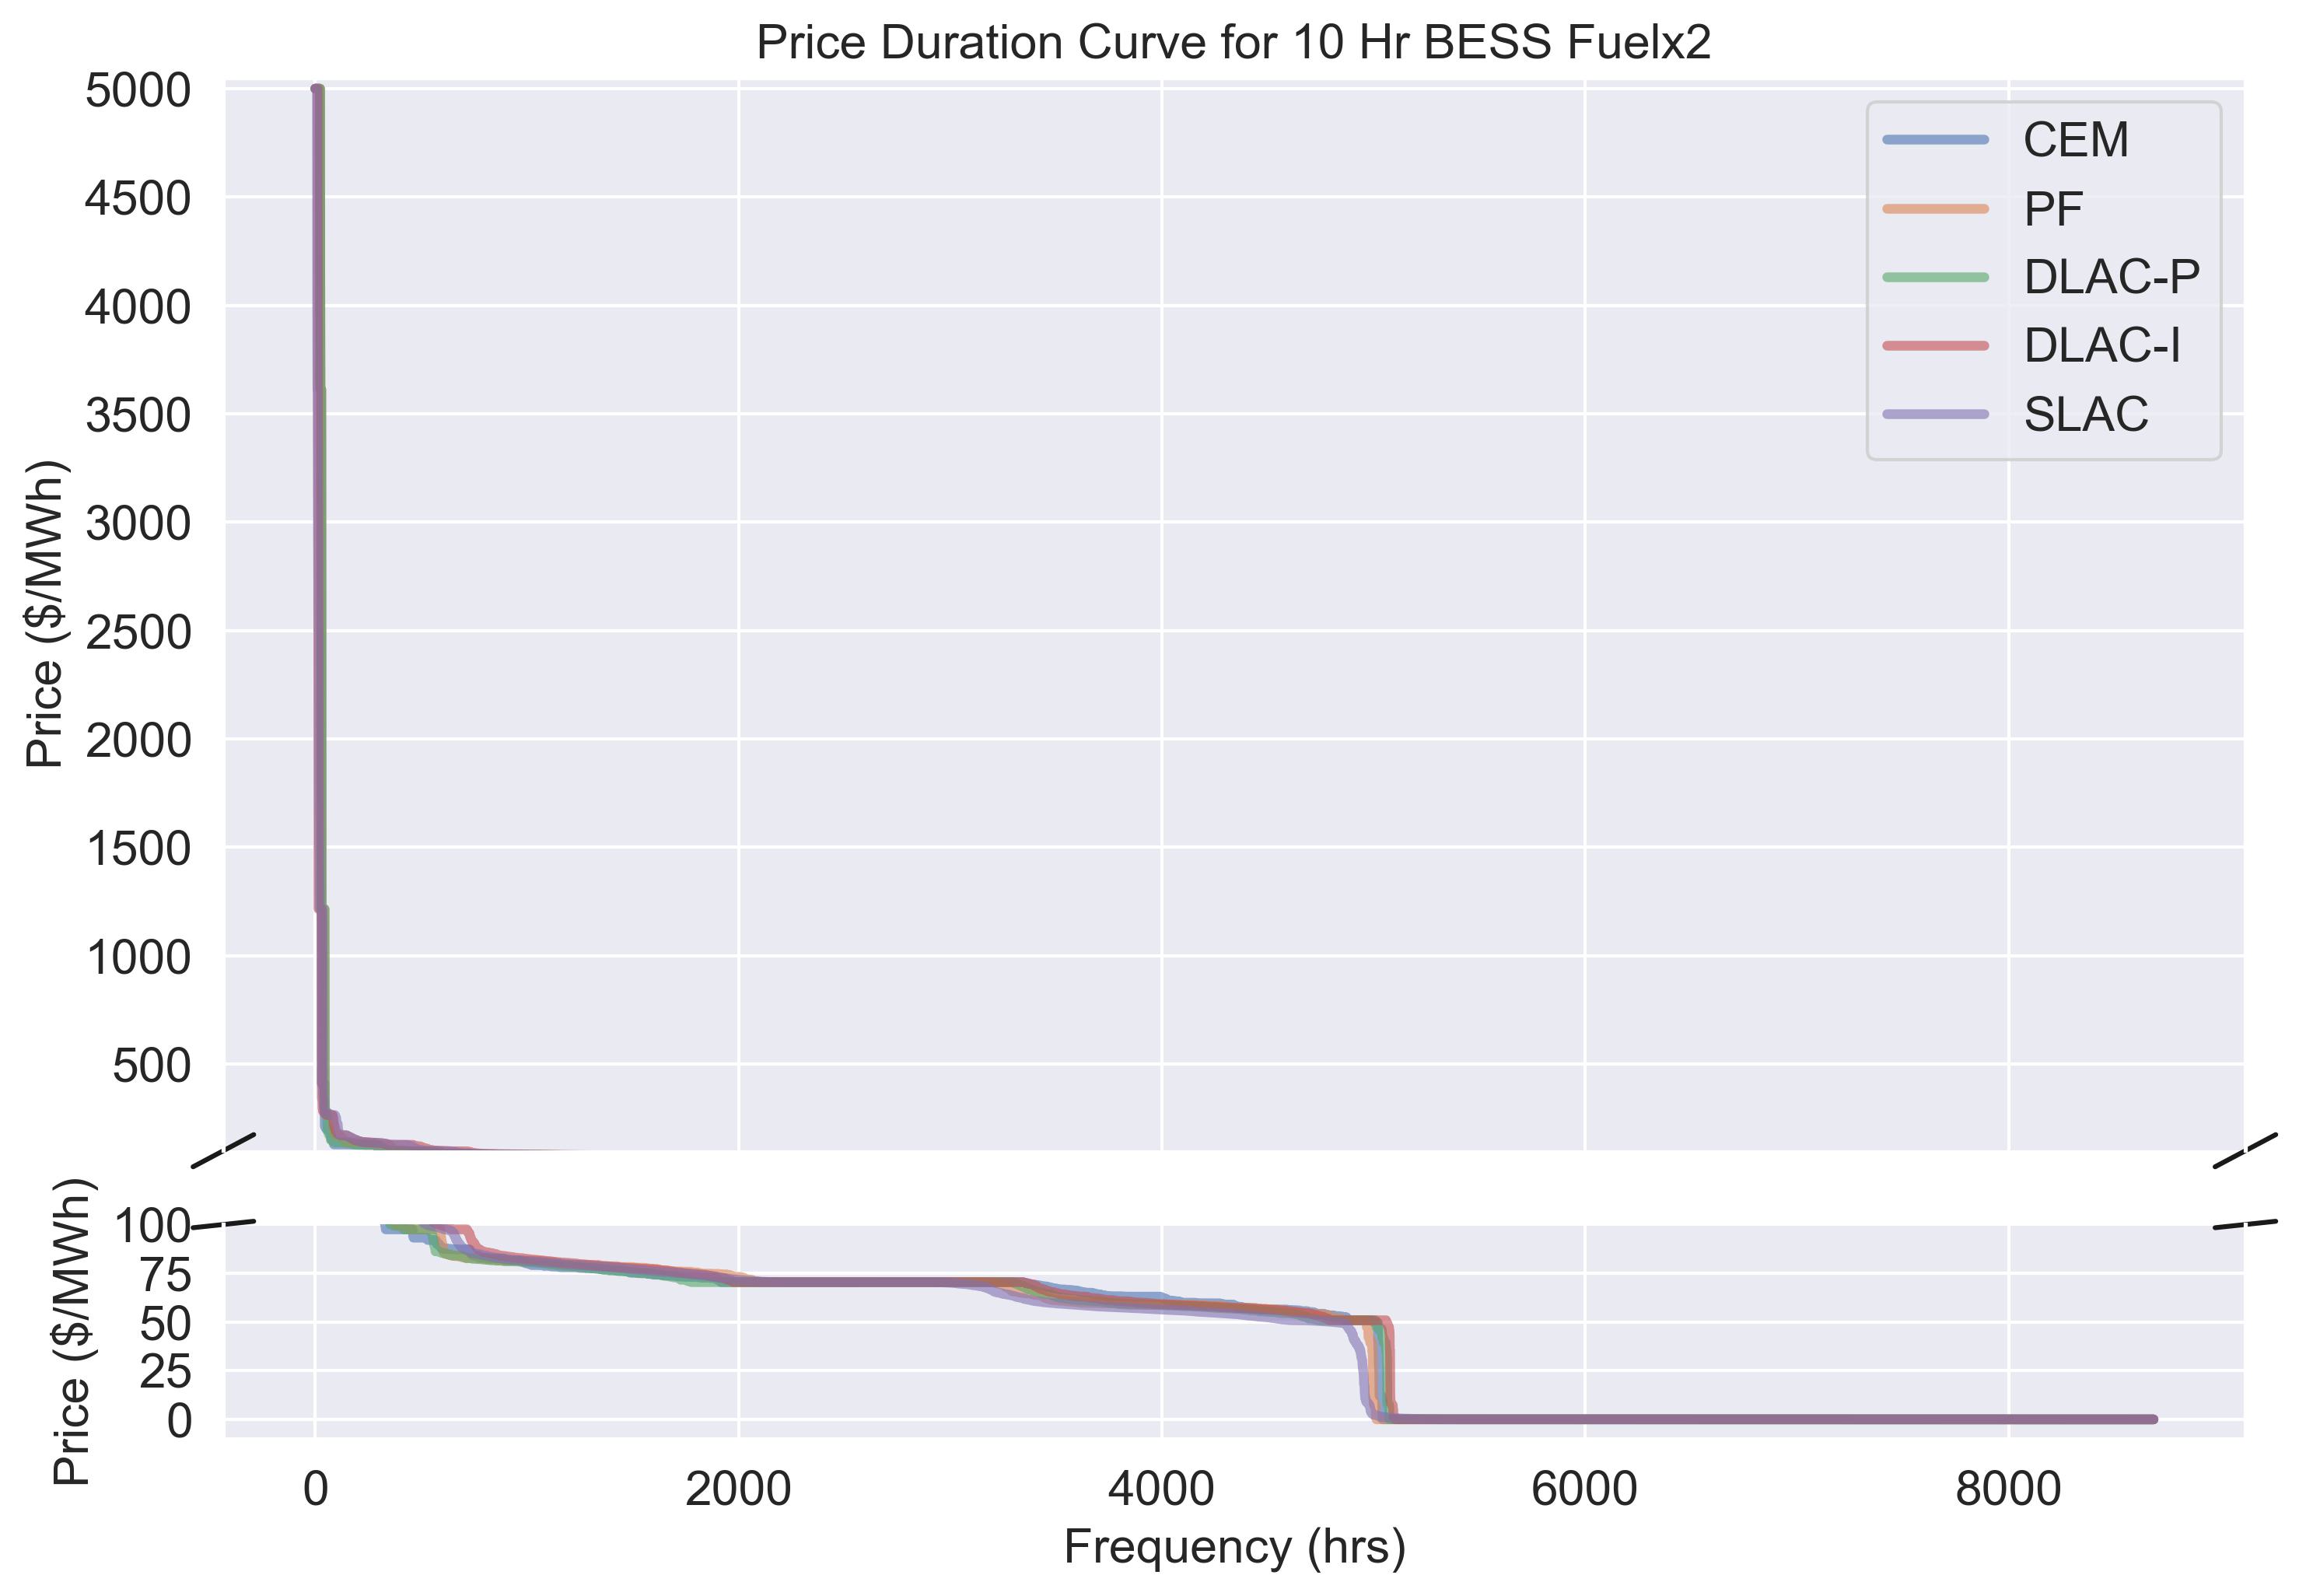 Price Duration Curve for 10 Hr BESS Fuelx2
5000
4500
4000
3500
3000
2500
2000
1500
1000
500
Price ($/MWh)
CEM
PF
DLAC-P
DLAC-I
SLAC
100
75
50
25
0
Price ($/MWh)
0 2000 4000 6000 8000
Frequency (hrs)